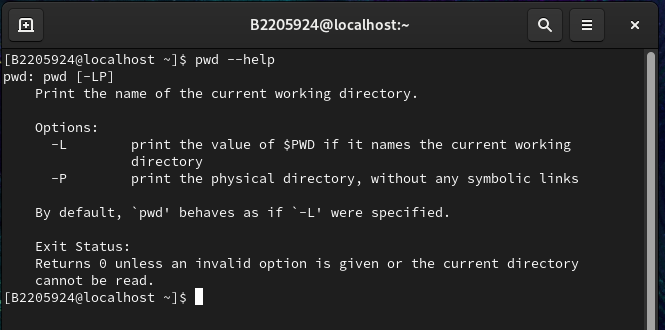 B2205924@localhost:~
[B2205924@localhost ~]$ pwd --help
pwd: pwd [-LP]
    Print the name of the current working directory.

    Options:
      -L        print the value of $PWD if it names the current working
                directory
      -P        print the physical directory, without any symbolic links

    By default, `pwd' behaves as if `-L' were specified.

    Exit Status:
    Returns 0 unless an invalid option is given or the current directory
    cannot be read.
[B2205924@localhost ~]$